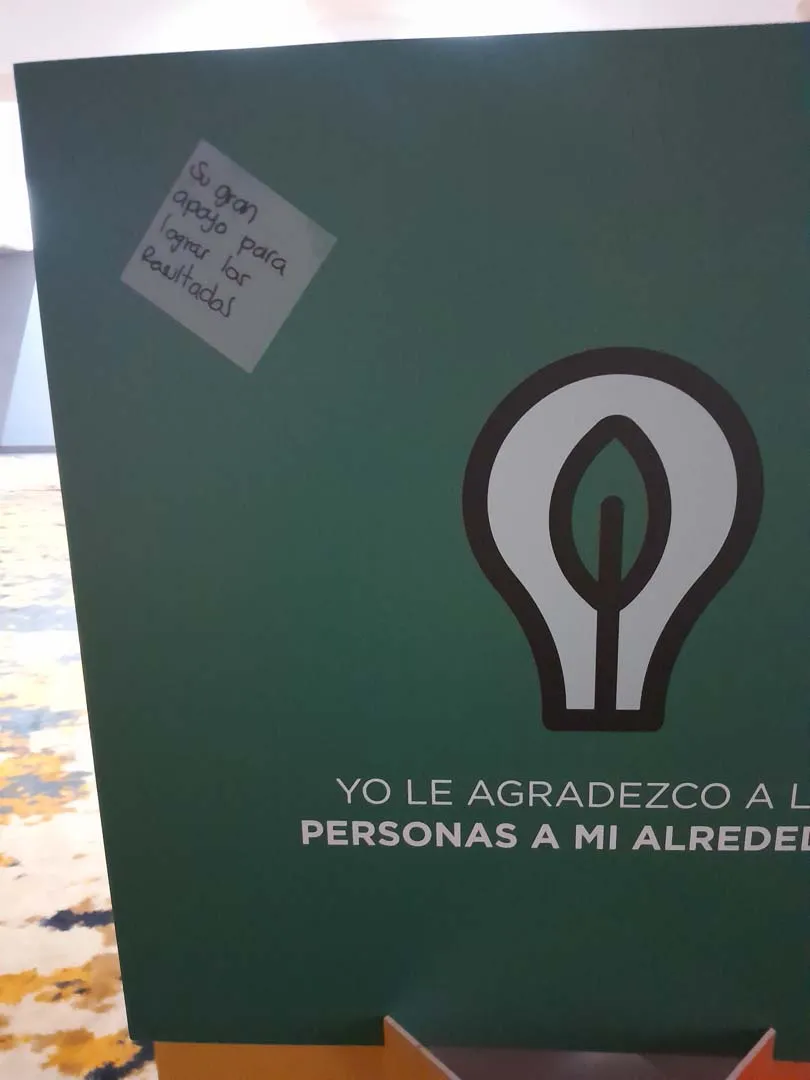 Su gran
apoyo para
lograr los
Resultados
YO LE AGRADEZCO A L
PERSONAS A MI ALREDED